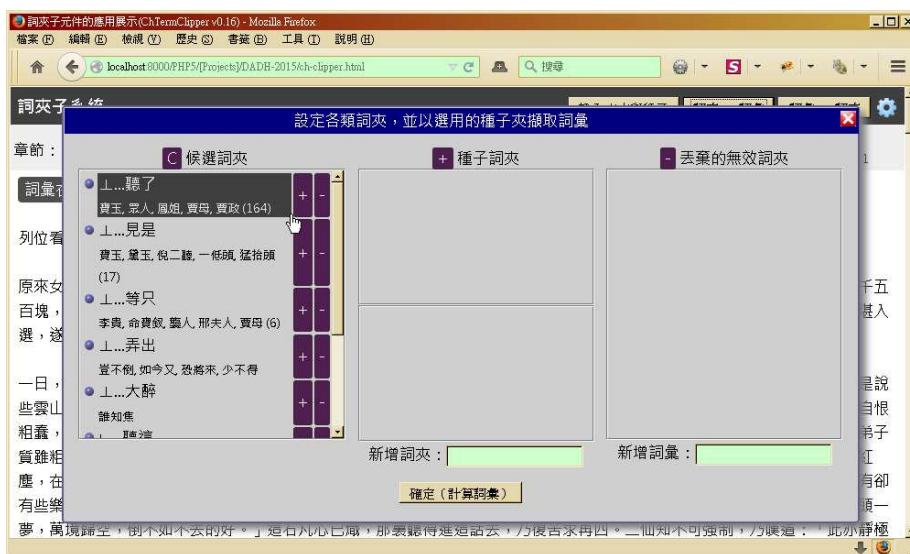 詞夾子元件的應用展示(ChTermClipper v0.16) - Mozilla Firefox
檔案(F) 編輯(E) 檢視(V) 歷史(S) 書籤(B) 工具(T) 說明(H)
localhost:8000/PHP5/[Projects]/DADH-2015/ch-clipper.html
搜尋
詞夾子系統
設定各類詞夾，並以選用的種子夾擷取詞彙
章節：
C 候選詞夾
+ 種子詞夾
- 丟棄的無效詞夾
1
⊥...聽了
寶玉, 眾人, 鳳姐, 賈母, 賈政 (164)
+ -
⊥...見是
寶玉, 黛玉, 倪二聽, 一低頭, 猛抬頭
(17)
+ -
⊥...等只
李貴, 命寶釵, 襲人, 邢夫人, 賈母 (6)
+ -
⊥...弄出
豈不倒, 如今又, 恐將來, 少不得
+ -
⊥...大醉
誰知焦
+ -
詞彙
列位看
原來女
千五
百塊，
甚入
選，遂
一日，
是說
些雲山
自恨
粗蠢，
弟子
質雖粗
紅
塵，在
有卻
有些樂
頭一
新增詞夾：
新增詞彙：
確定（計算詞彙）
夢，萬境歸空，倒不如不去的好。」這石凡心已熾，那裏聽得進這話去，乃復苦求再四。二仙知不可強制，乃嘆道：「此亦靜極